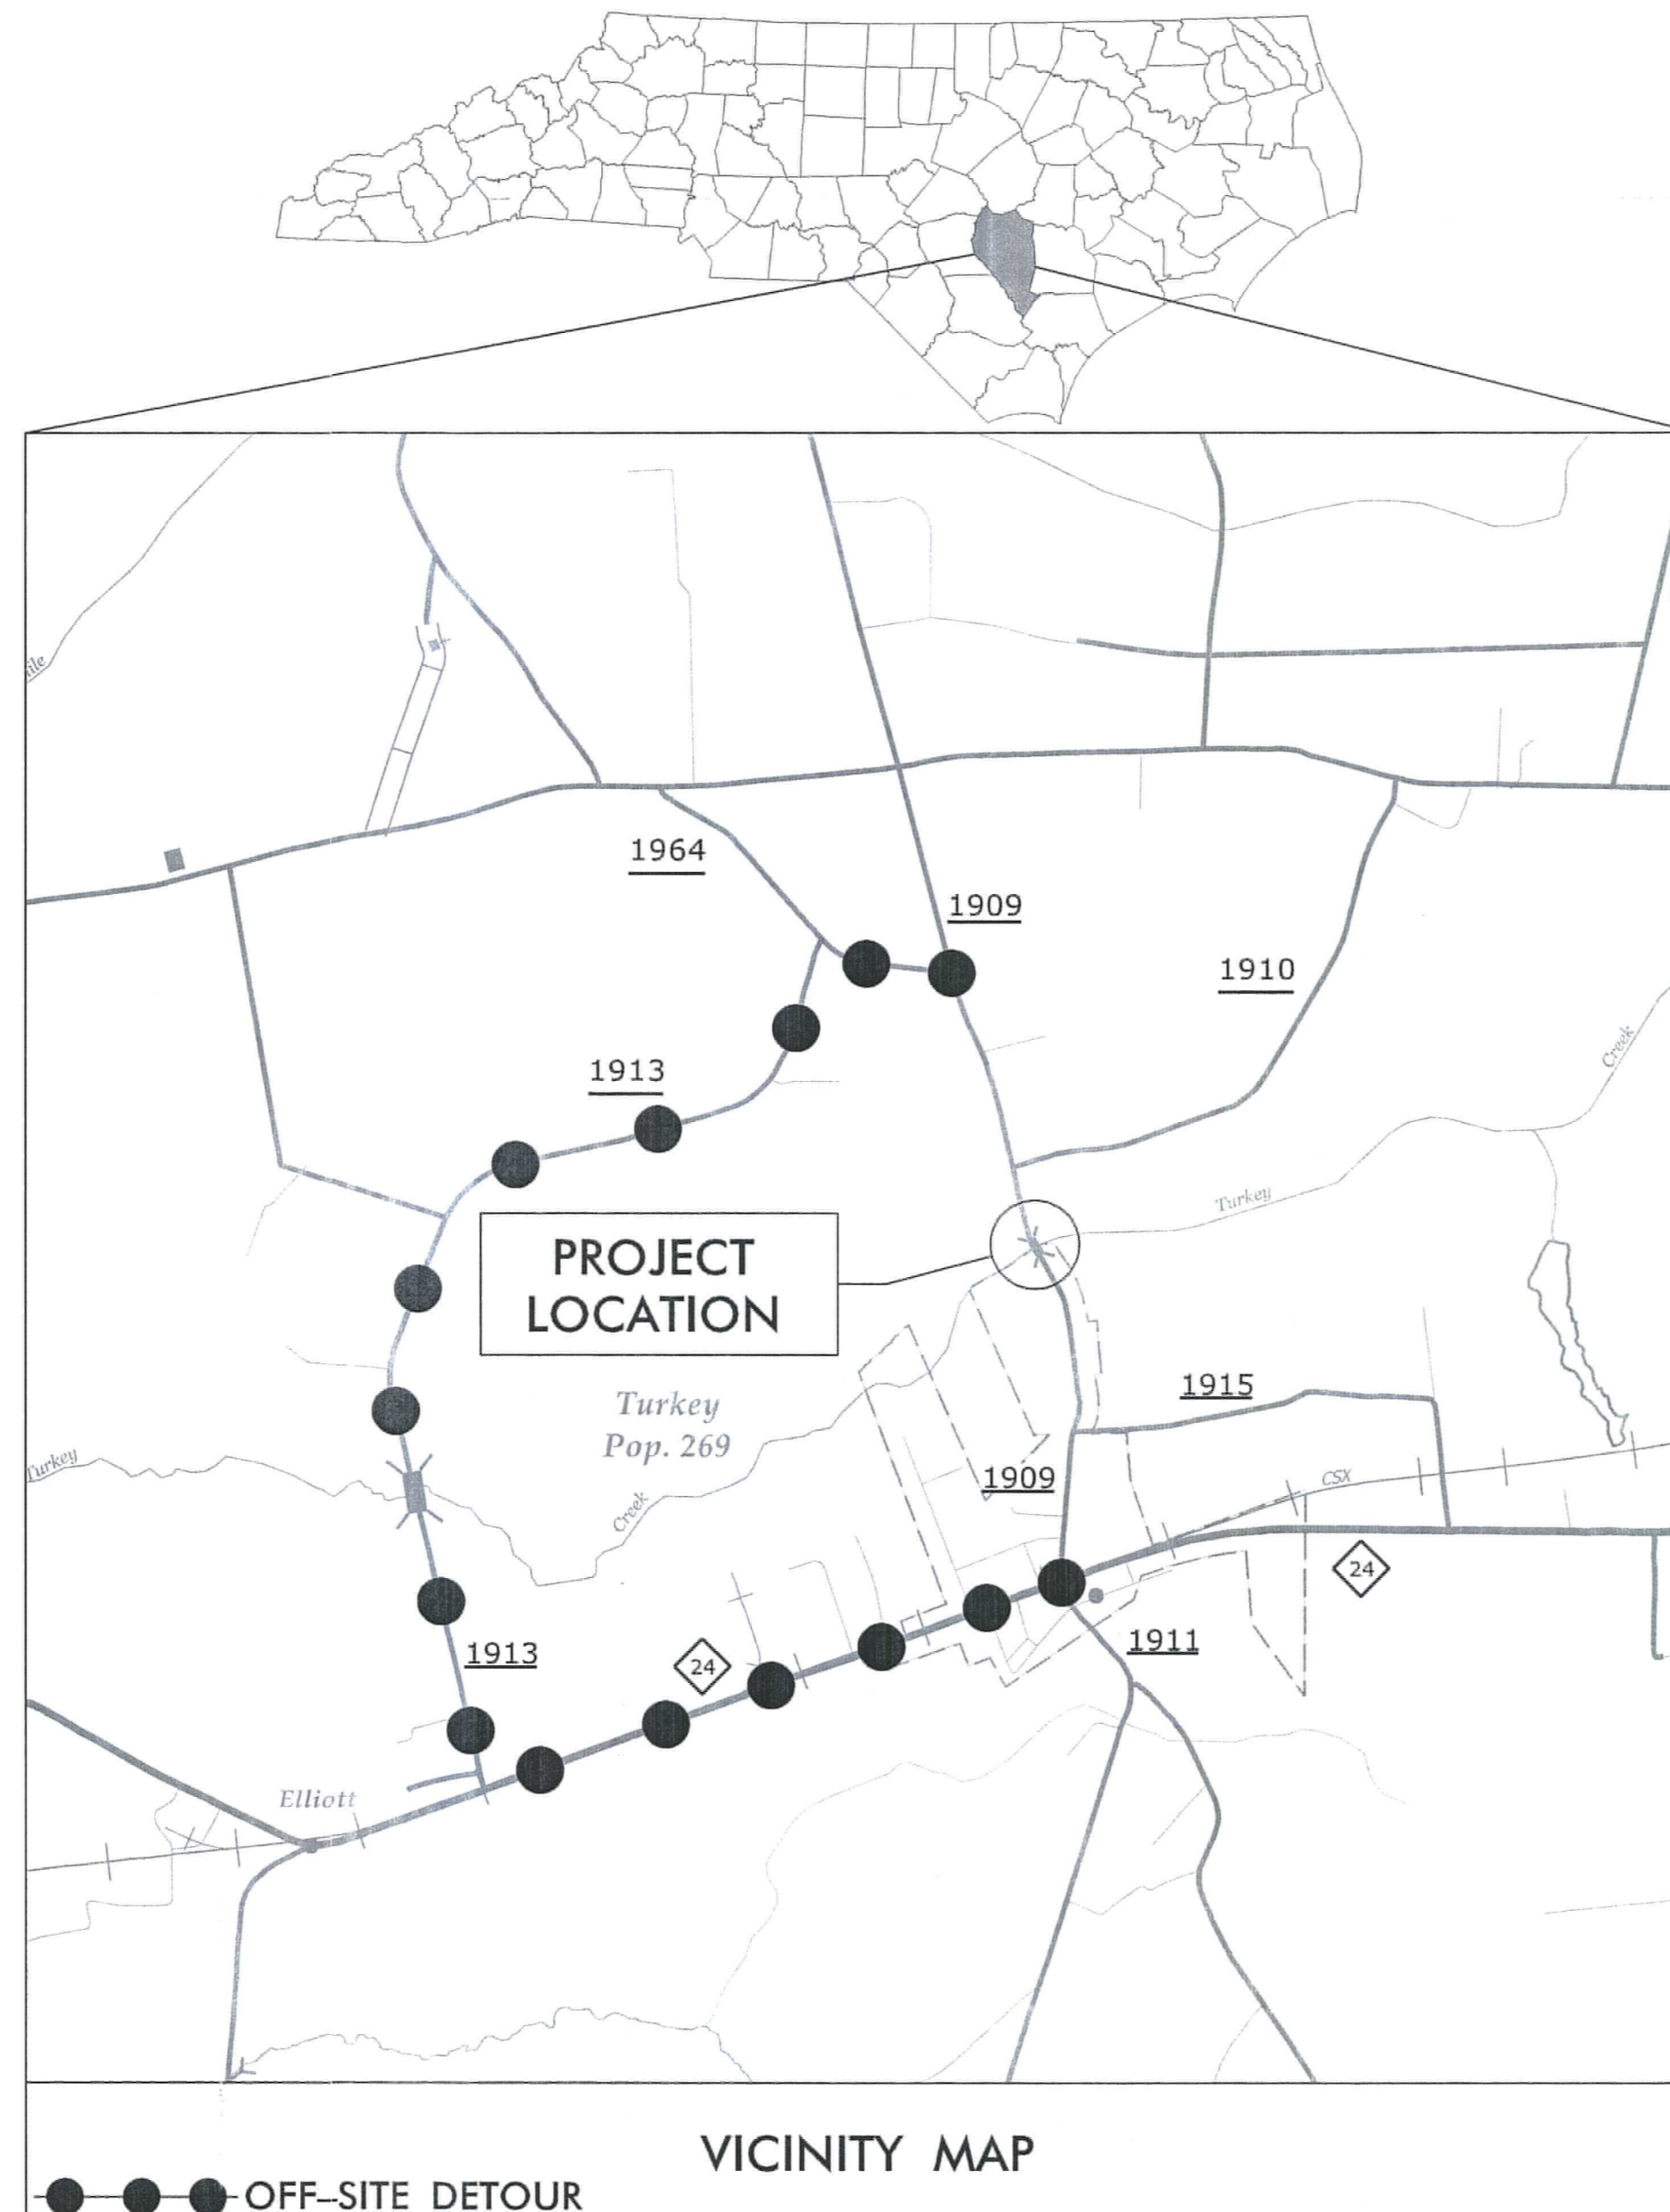 ile
1964
1909
1910
Creek
1913
Turkey
PROJECT
LOCATION
1915
Turkey
Pop. 269
Turkey
1909
CSX
Creek
24
1911
1913
24
Elliott
VICINITY MAP
OFF-SITE DETOUR